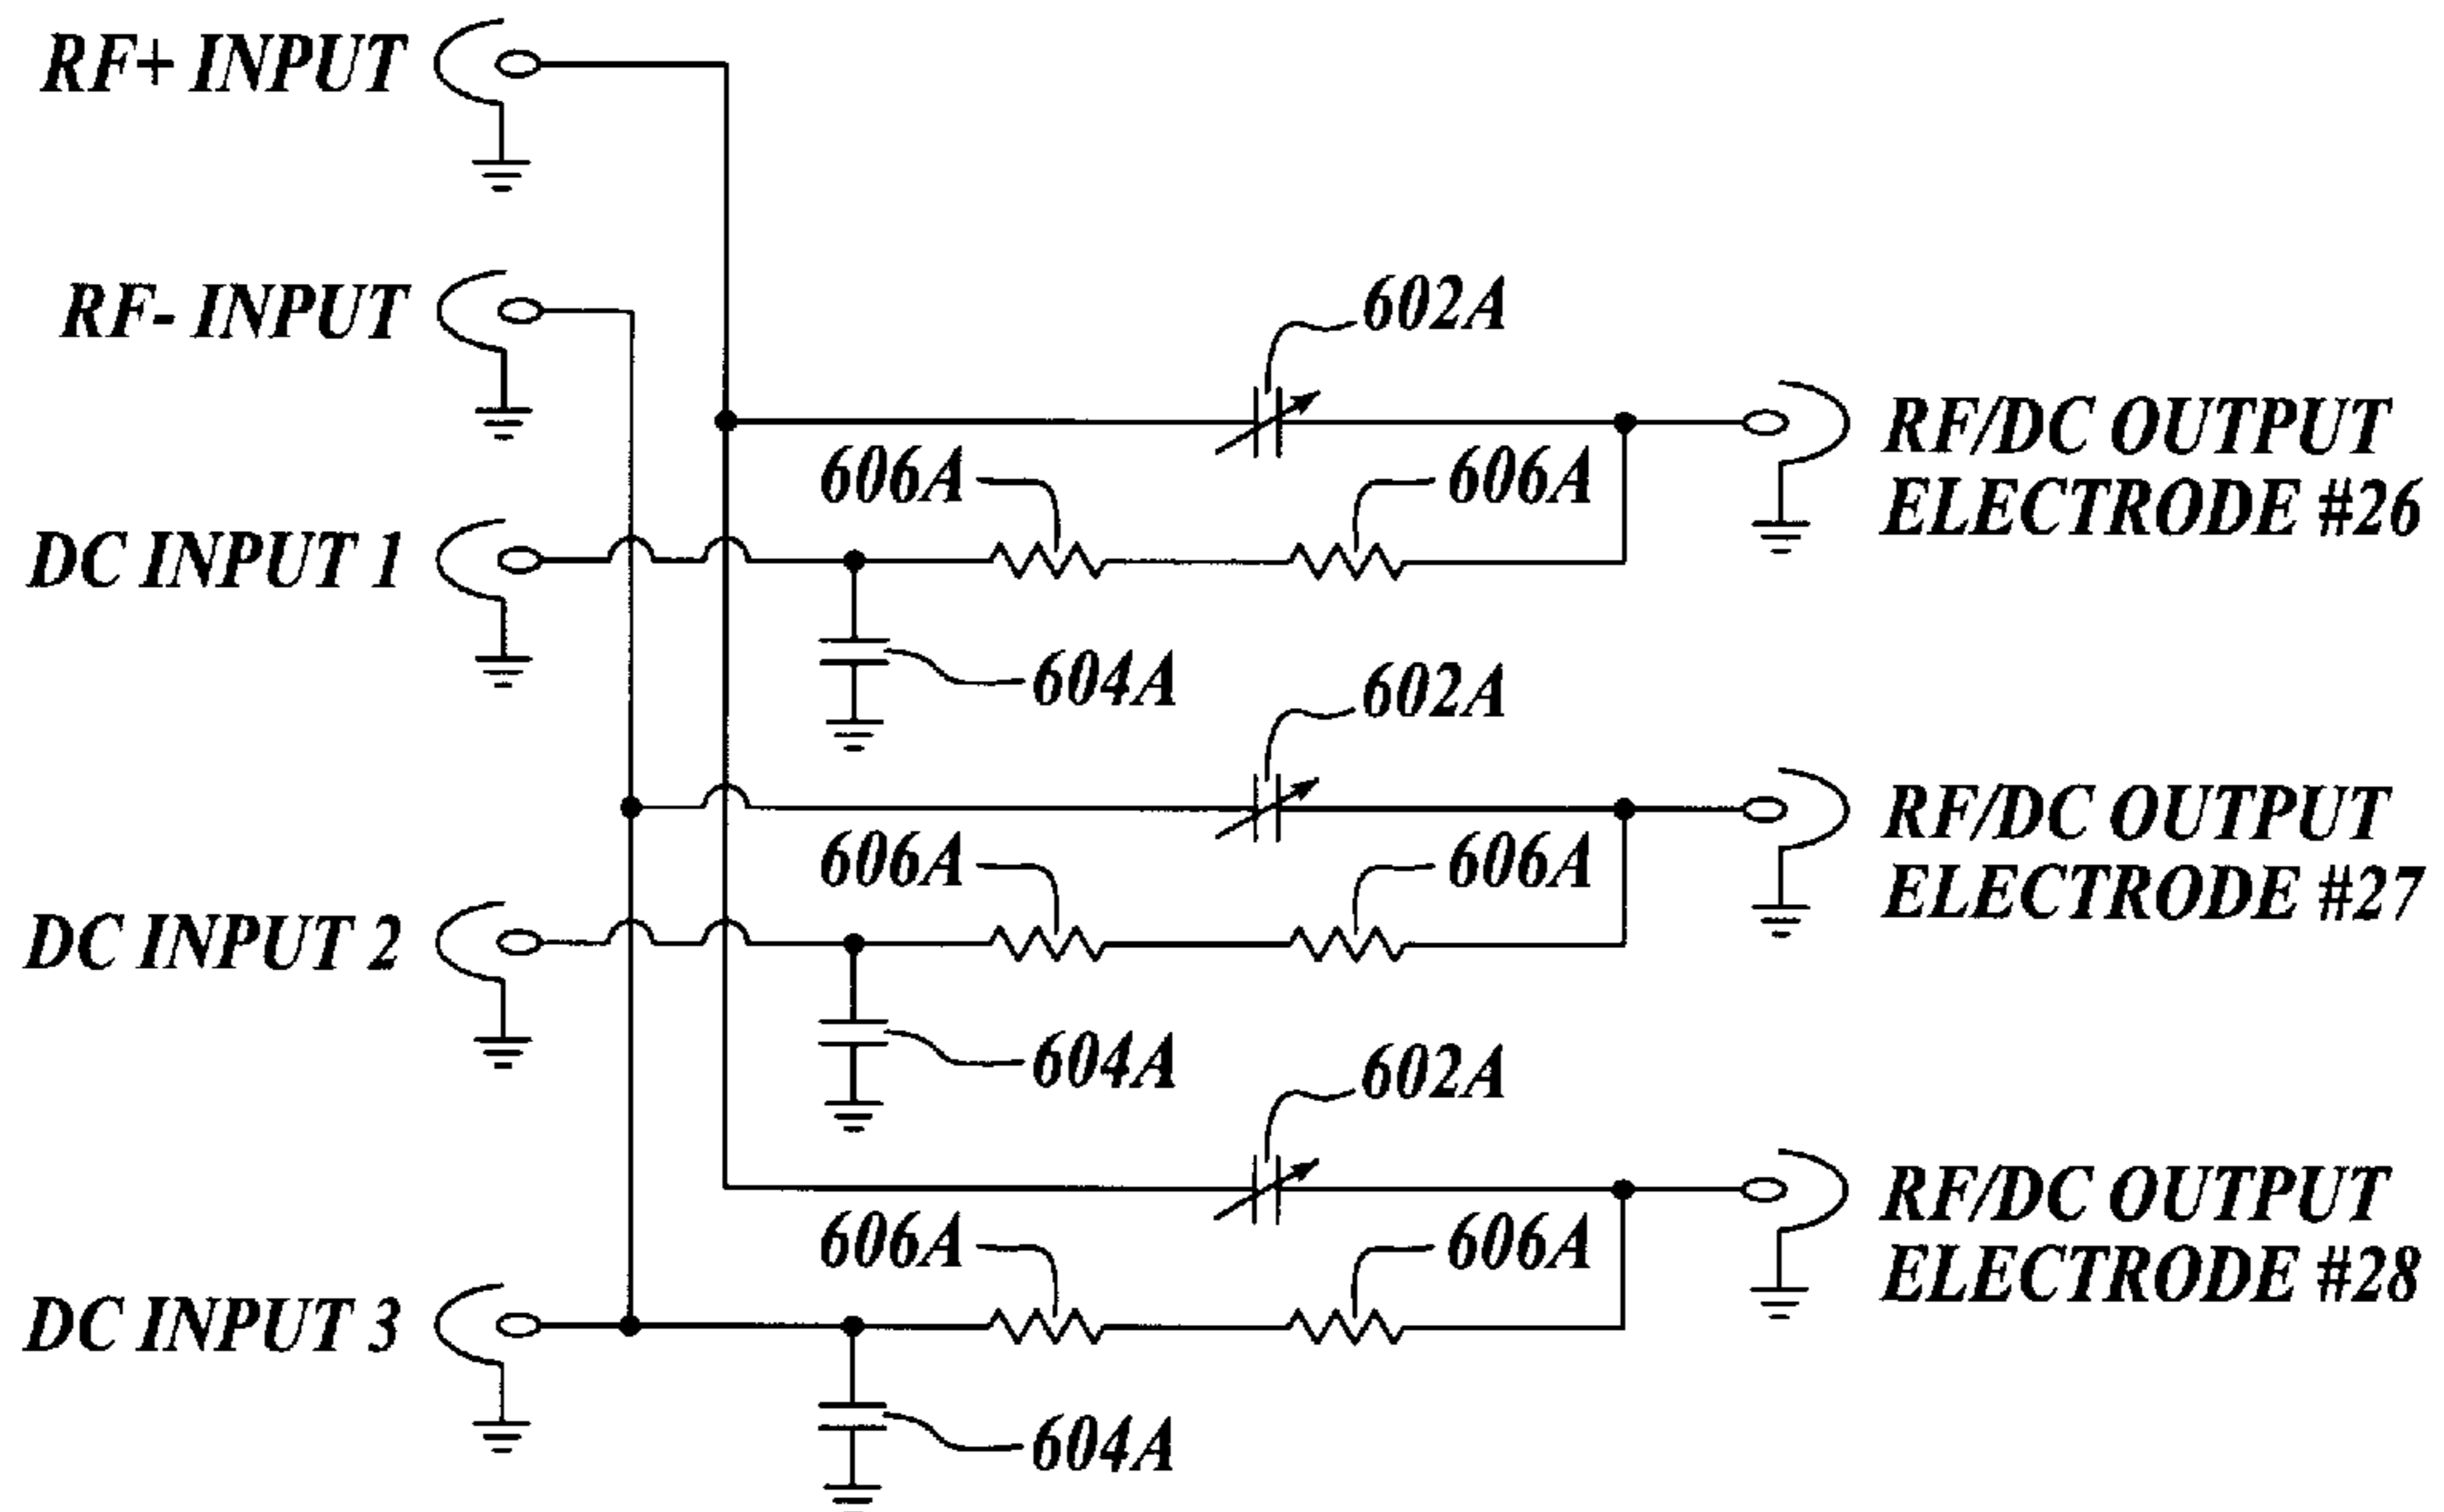 RF+ INPUT
RF- INPUT
602A
RF/DC OUTPUT
ELECTRODE #26
606A
606A
DC INPUT 1
604A
602A
RF/DC OUTPUT
ELECTRODE #27
606A
606A
DC INPUT 2
604A
602A
RF/DC OUTPUT
ELECTRODE #28
606A
606A
DC INPUT 3
604A